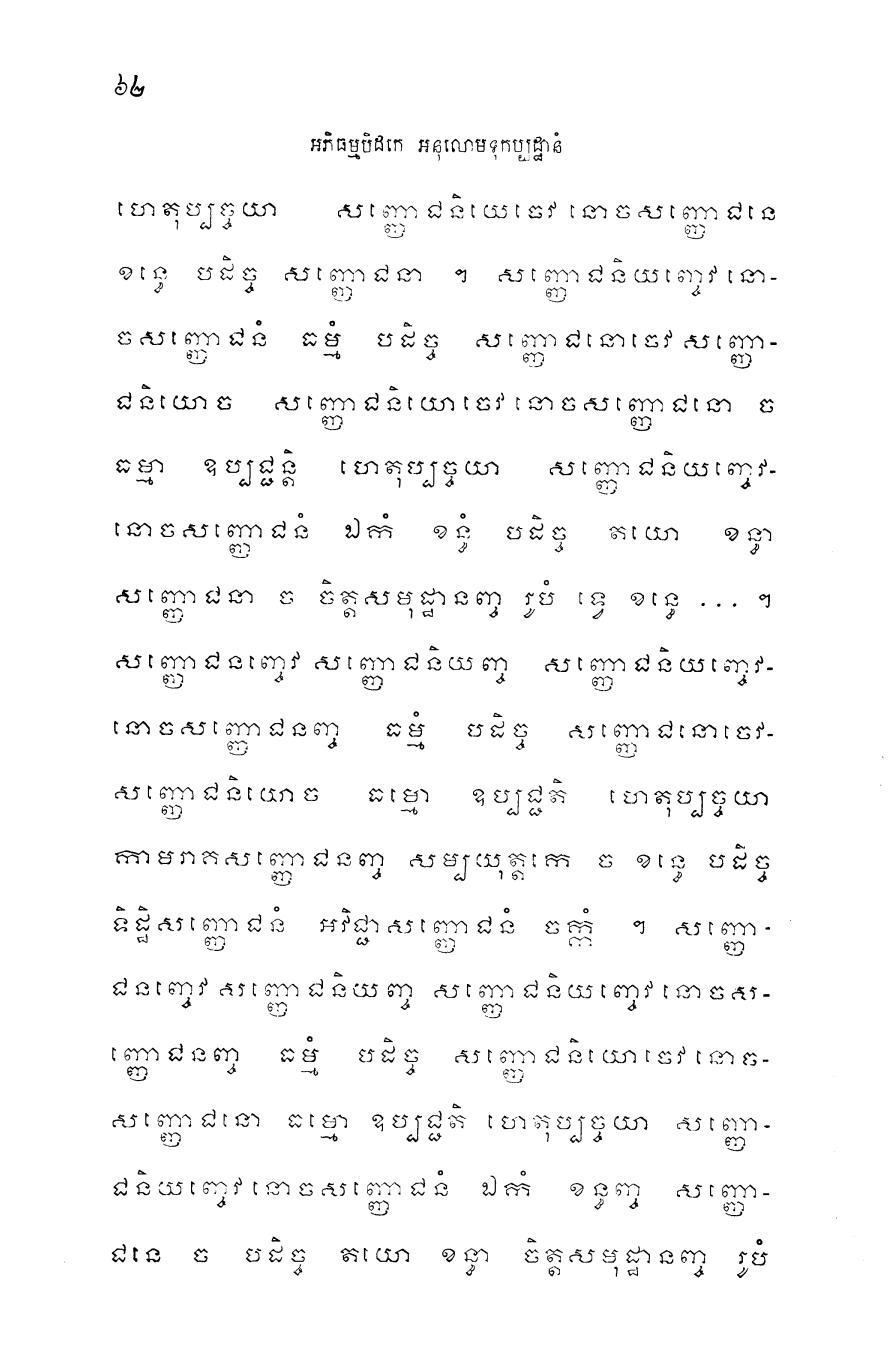 ៦២
អភិធម្មបិដកេ អនុលោមទុកប្បដ្ឋានំ
ហេតុប្បច្ចយា សញ្ញោជនិយេចេវ នោចសញ្ញោជនេ
ខន្ធេ បដិច្ច សញ្ញោជនា ។ សញ្ញោជនិយញ្ចេវ នោ-
ចសញ្ញោជនំ ធម្មំ បដិច្ច សញ្ញោជនោចេវ សញ្ញោ-
ជនិយោច សញ្ញោជនិយោចេវ នោចសញ្ញោជនោ ច
ធម្មា ឧប្បជ្ជន្តិ ហេតុប្បច្ចយា សញ្ញោជនិយញ្ចេវ-
នោចសញ្ញោជនំ ឯកំ ខន្ធំ បដិច្ច តយោ ខន្ធា
សញ្ញោជនា ច ចិត្តសមុដ្ឋានញ្ច រូបំ ទ្វេ ខន្ធេ ... ។
សញ្ញោជនញ្ចេវ សញ្ញោជនិយញ្ច សញ្ញោជនិយញ្ចេវ-
នោចសញ្ញោជនញ្ច ធម្មំ បដិច្ច សញ្ញោជនោចេវ-
សញ្ញោជនិយោច ធម្មោ ឧប្បជ្ជតិ ហេតុប្បច្ចយា
កាមរាគសញ្ញោជនញ្ច សម្បយុត្តកេ ច ខន្ធេ បដិច្ច
ទិដ្ឋិសញ្ញោជនំ អវិជ្ជាសញ្ញោជនំ ចក្កំ ។ សញ្ញោ-
ជនញ្ចេវ សញ្ញោជនិយញ្ច សញ្ញោជនិយញ្ចេវ នោចស-
ញ្ញោជនញ្ច ធម្មំ បដិច្ច សញ្ញោជនិយោចេវ នោច-
សញ្ញោជនោ ធម្មោ ឧប្បជ្ជតិ ហេតុប្បច្ចយា សញ្ញោ-
ជនិយញ្ចេវ នោចសញ្ញោជនំ ឯកំ ខន្ធញ្ច សញ្ញោ-
ជនេ ច បដិច្ច តយោ ខន្ធា ចិត្តសមុដ្ឋានញ្ច រូបំ